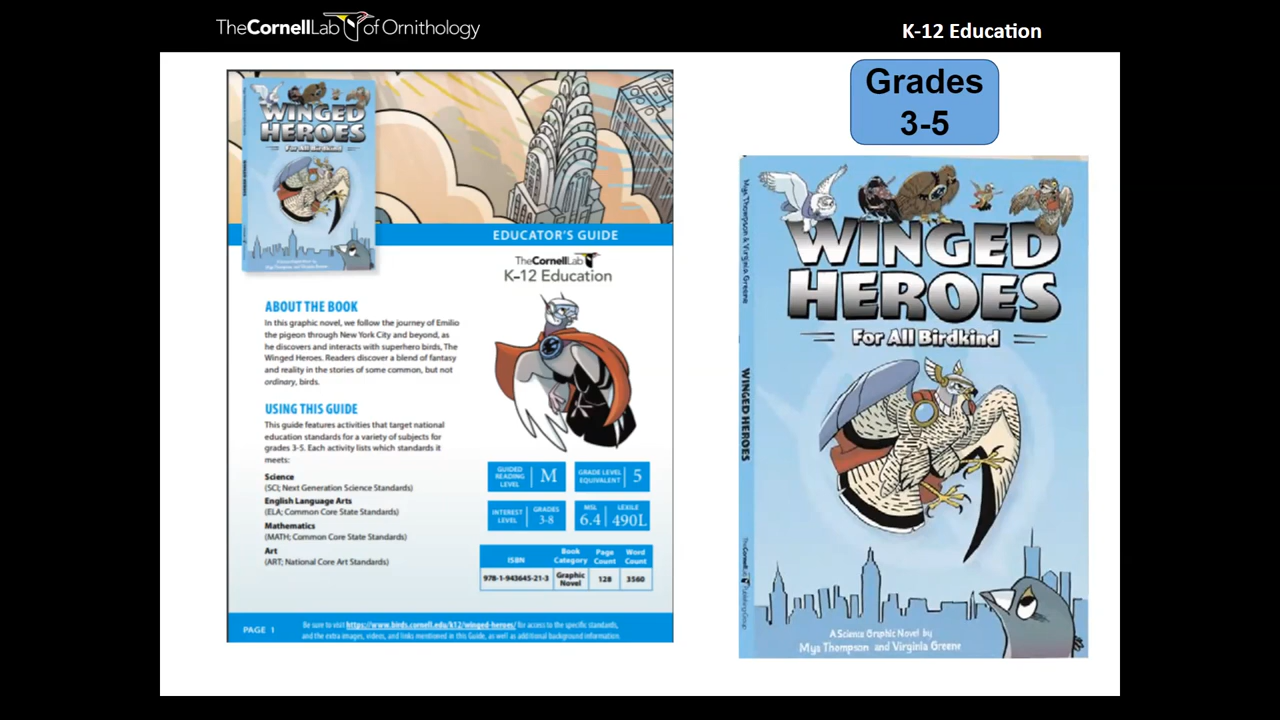 TheCornellLab of Ornithology
K-12 Education
Grades
3-5
WINGED
HEROES
For All Birdkind
EDUCATOR'S GUIDE
TheCornellLab
K-12 Education
ABOUT THE BOOK
In this graphic novel, we follow the journey of Emilio
the pigeon through New York City and beyond, as
he discovers and interacts with superhero birds, The
Winged Heroes. Readers discover a blend of fantasy
and reality in the stories of some common, but not
ordinary, birds.
USING THIS GUIDE
This guide features activities that target national
education standards for a variety of subjects for
grades 3-5. Each activity lists which standards it
meets:
Science
(SCI; Next Generation Science Standards)
English Language Arts
(ELA; Common Core State Standards)
Mathematics
(MATH; Common Core State Standards)
Art
(ART; National Core Art Standards)
GUIDED
READING
LEVEL
M
GRADE LEVEL
EQUIVALENT
5
INTEREST
LEVEL
GRADES
3-8
MSL
6.4
LEXILE
490L
ISBN
Book
Category
Page
Count
Word
Count
978-1-943645-21-3
Graphic
Novel
128
3560
PAGE 1
Be sure to visit https://www.birds.cornell.edu/k12/winged-heroes/ for access to the specific standards,
and the extra images, videos, and links mentioned in this Guide, as well as additional background information.
Mya Thompson & Virginia Greene
WINGED HEROES
WINGED
HEROES
For All Birdkind
A Science Graphic Novel by
Mya Thompson and Virginia Greene